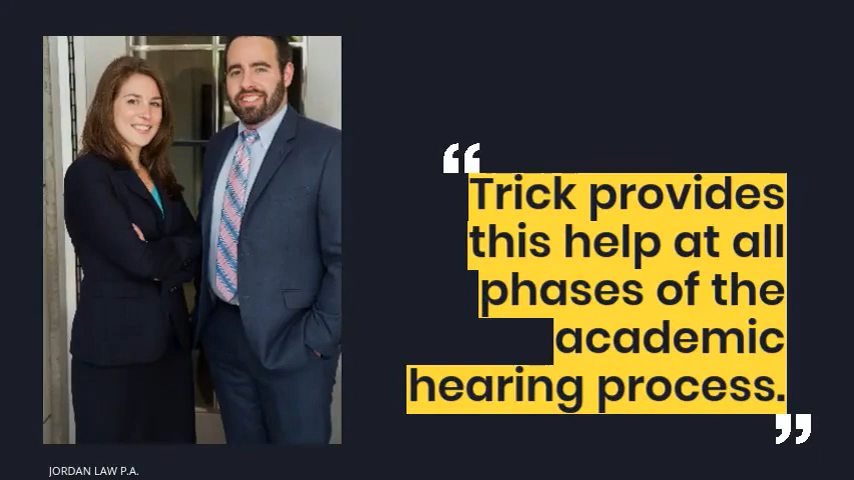 “
Trick provides
this help at all
phases of the
academic
hearing process.
”
JORDAN LAW P.A.